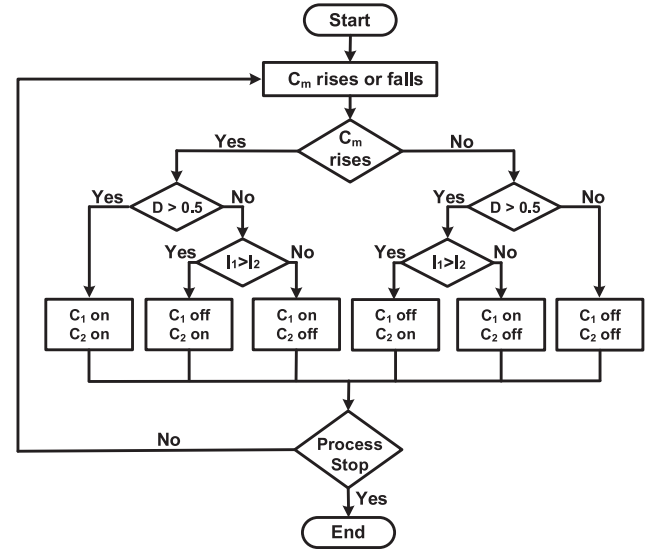 Start
Cm rises or falls
Cm
rises
Yes
No
D > 0.5
D > 0.5
Yes
No
Yes
No
I1>I2
I1>I2
Yes
No
Yes
No
C1 on
C2 on
C1 off
C2 on
C1 on
C2 off
C1 off
C2 on
C1 on
C2 off
C1 off
C2 off
Process
Stop
No
Yes
End